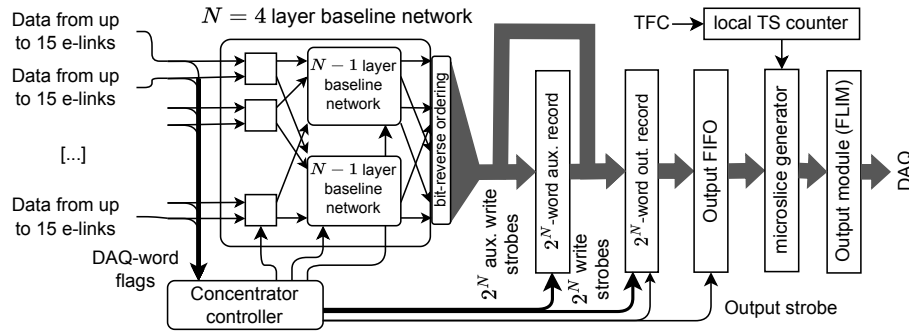 Data from up
to 15 e-links
Data from up
to 15 e-links
[...]
Data from up
to 15 e-links
N = 4 layer baseline network
N − 1 layer
baseline
network
N − 1 layer
baseline
network
bit-reverse ordering
DAQ-word
flags
Concentrator
controller
2^N aux. write
strobes
2^N-word aux. record
2^N write
strobes
2^N-word out. record
Output FIFO
Output strobe
TFC
local TS counter
microslice generator
Output module (FLIM)
DAQ